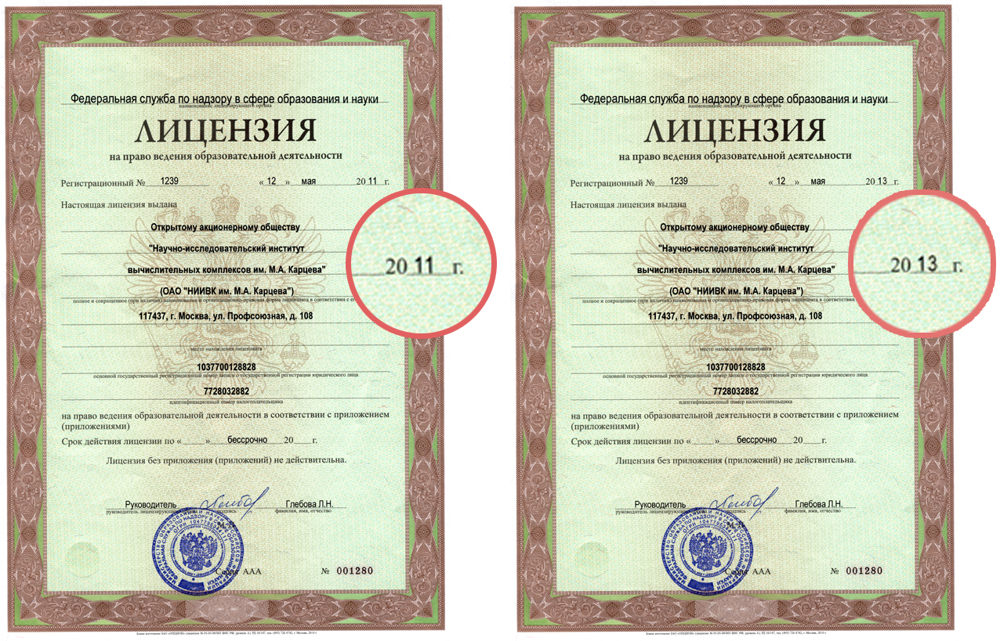 Федеральная служба по надзору в сфере образования и науки
наименование лицензирующего органа
ЛИЦЕНЗИЯ
на право ведения образовательной деятельности
Регистрационный № 1239 « 12 » мая 20 11 г.
Настоящая лицензия выдана
Открытому акционерному обществу
"Научно-исследовательский институт
вычислительных комплексов им. М.А. Карцева"
(ОАО "НИИВК им. М.А. Карцева")
полное и сокращенное (при наличии) наименования и организационно-правовая форма лицензиата в соответствии с
117437, г. Москва, ул. Профсоюзная, д. 108
место нахождения лицензиата
1037700128828
основной государственный регистрационный номер записи о государственной регистрации юридического лица
7728032882
идентификационный номер налогоплательщика
на право ведения образовательной деятельности в соответствии с приложением
(приложениями)
Срок действия лицензии по « » бессрочно 20 г.
Лицензия без приложения (приложений) не действительна.
Руководитель Глебова Л.Н.
руководитель подпись фамилия, имя, отчество
Серия ААА № 001280
20 11 г.
Федеральная служба по надзору в сфере образования и науки
наименование лицензирующего органа
ЛИЦЕНЗИЯ
на право ведения образовательной деятельности
Регистрационный № 1239 « 12 » мая 20 13 г.
Настоящая лицензия выдана
Открытому акционерному обществу
"Научно-исследовательский институт
вычислительных комплексов им. М.А. Карцева"
(ОАО "НИИВК им. М.А. Карцева")
полное и сокращенное (при наличии) наименования и организационно-правовая форма лицензиата в соответствии с
117437, г. Москва, ул. Профсоюзная, д. 108
место нахождения лицензиата
1037700128828
основной государственный регистрационный номер записи о государственной регистрации юридического лица
7728032882
идентификационный номер налогоплательщика
на право ведения образовательной деятельности в соответствии с приложением
(приложениями)
Срок действия лицензии по « » бессрочно 20 г.
Лицензия без приложения (приложений) не действительна.
Руководитель Глебова Л.Н.
руководитель подпись фамилия, имя, отчество
Серия ААА № 001280
20 13 г.